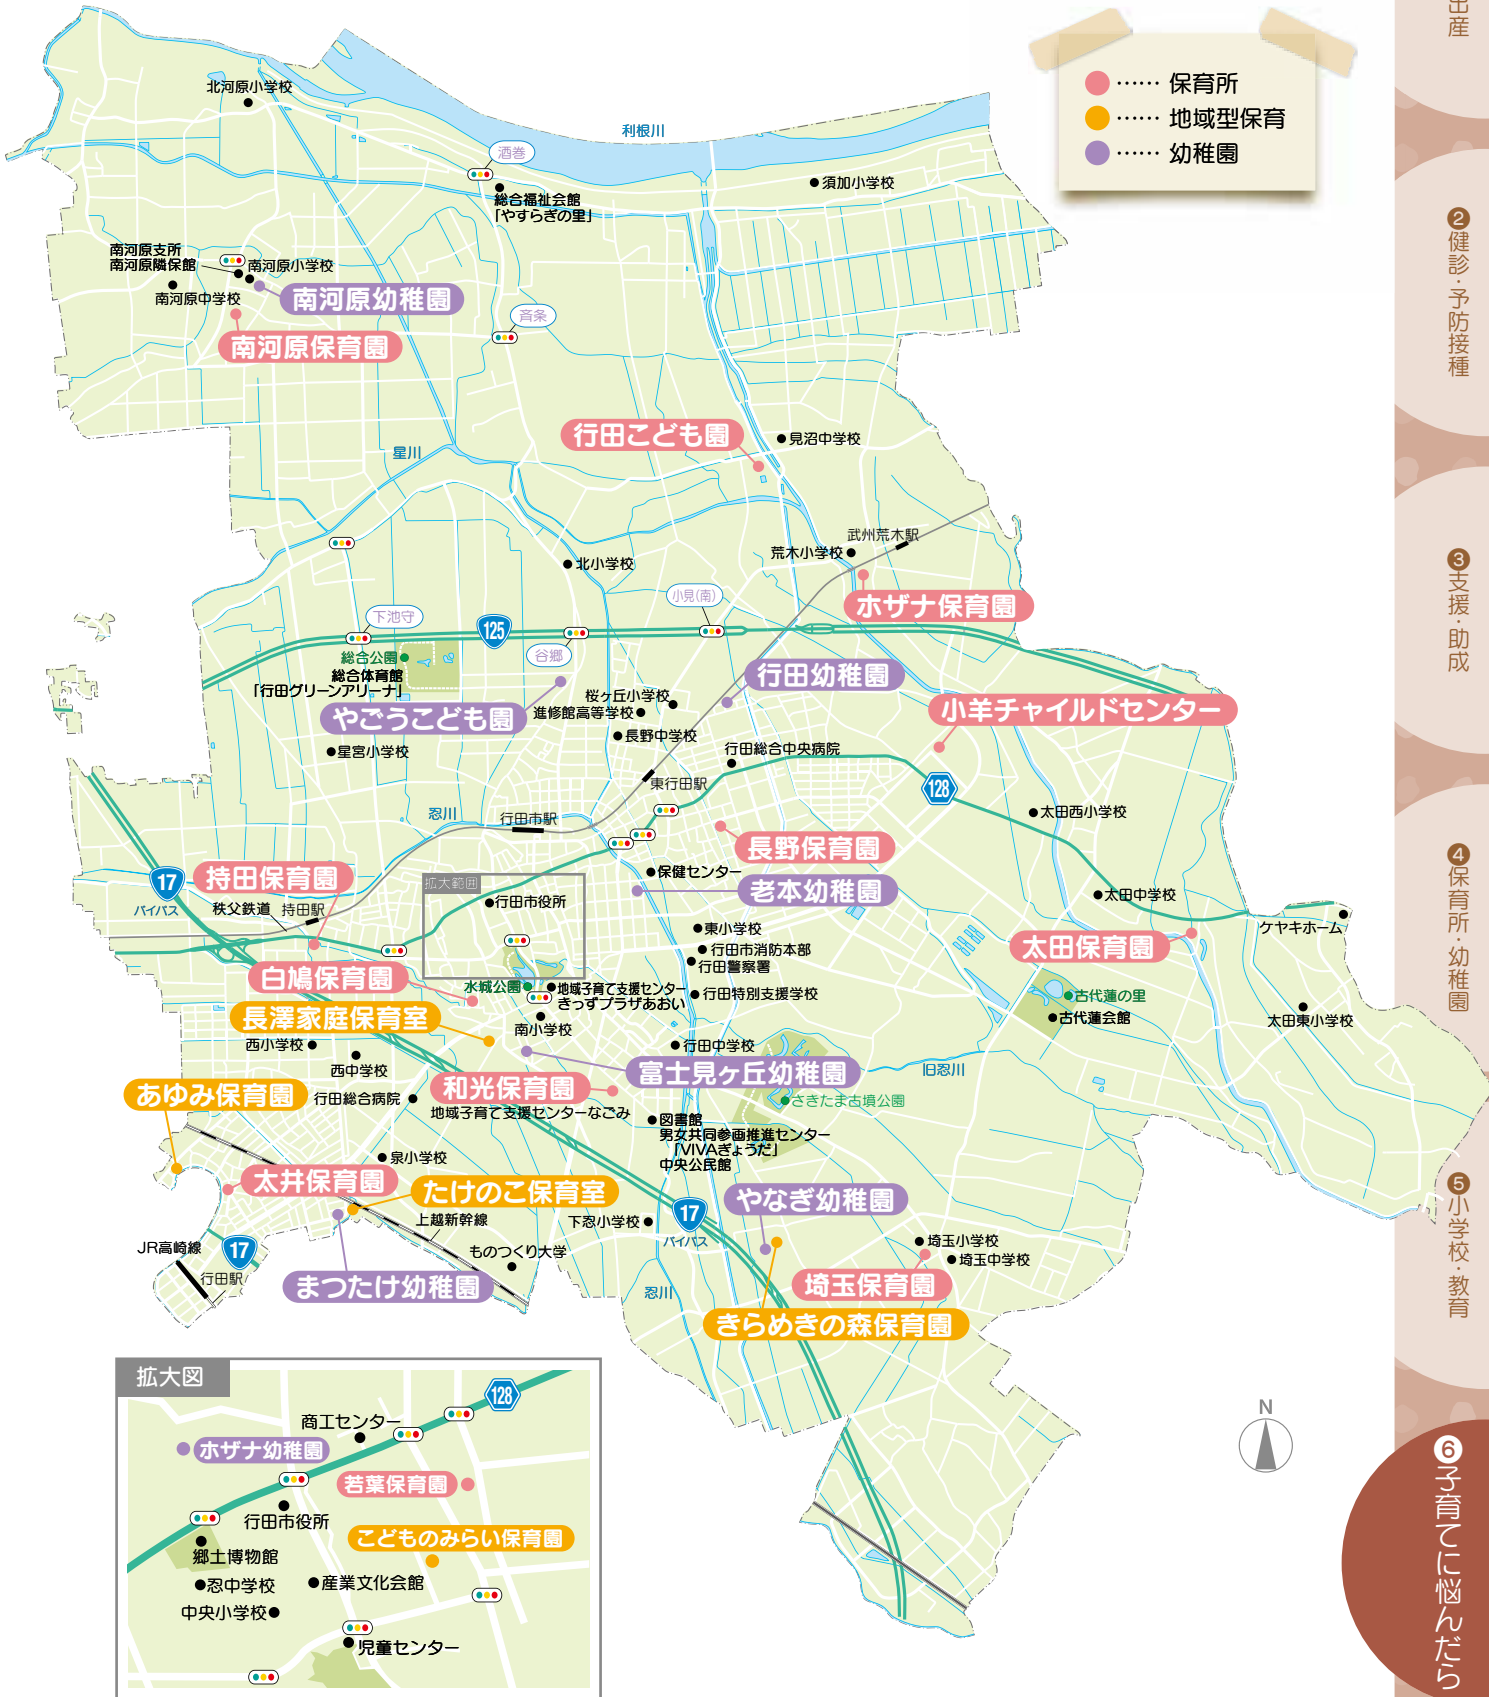 保育所
地域型保育
幼稚園
北河原小学校
利根川
酒巻
総合福祉会館
「やすらぎの里」
須加小学校
南河原支所
南河原隣保館
南河原小学校
南河原中学校
南河原幼稚園
南河原保育園
斉条
行田こども園
見沼中学校
星川
武州荒木駅
荒木小学校
北小学校
小見(南)
ホザナ保育園
下池守
125
谷郷
総合公園
総合体育館
「行田グリーンアリーナ」
行田幼稚園
桜ヶ丘小学校
進修館高等学校
やごうこども園
小羊チャイルドセンター
長野中学校
星宮小学校
行田総合中央病院
東行田駅
128
忍川
行田市駅
太田西小学校
長野保育園
17
バイパス
持田保育園
拡大範囲
保健センター
老本幼稚園
行田市役所
太田中学校
秩父鉄道
持田駅
ケヤキホーム
東小学校
行田市消防本部
行田警察署
太田保育園
白鳩保育園
水城公園
地域子育て支援センター
きっずプラザあおい
行田特別支援学校
古代蓮の里
古代蓮会館
太田東小学校
長澤家庭保育室
南小学校
西小学校
西中学校
行田中学校
旧忍川
富士見ヶ丘幼稚園
和光保育園
地域子育て支援センターなごみ
あゆみ保育園
行田総合病院
さきたま古墳公園
図書館
男女共同参画推進センター
「VIVAぎょうだ」
中央公民館
泉小学校
太井保育園
たけのこ保育室
やなぎ幼稚園
上越新幹線
下忍小学校
17
バイパス
埼玉小学校
埼玉中学校
JR高崎線
17
行田駅
ものつくり大学
まつたけ幼稚園
忍川
埼玉保育園
きらめきの森保育園
拡大図
128
商工センター
ホザナ幼稚園
若葉保育園
行田市役所
こどものみらい保育園
郷土博物館
忍中学校
産業文化会館
中央小学校
児童センター
N
出産
❷健診・予防接種
❸支援・助成
❹保育所・幼稚園
❺小学校・教育
❻子育てに悩んだら